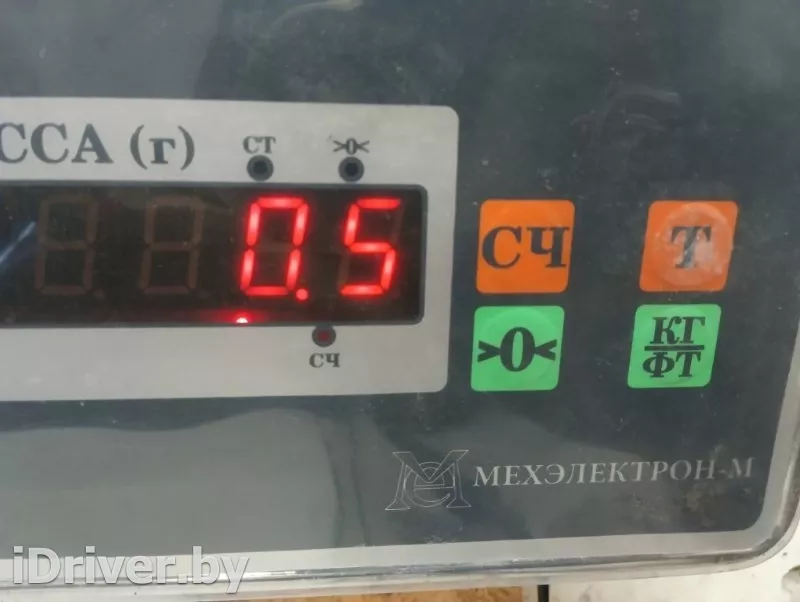 ССА (г)
СТ
>0<
0.5
СЧ
СЧ
Т
>0<
КГ
ФТ
МЕХЭЛЕКТРОН-М
iDriver.by